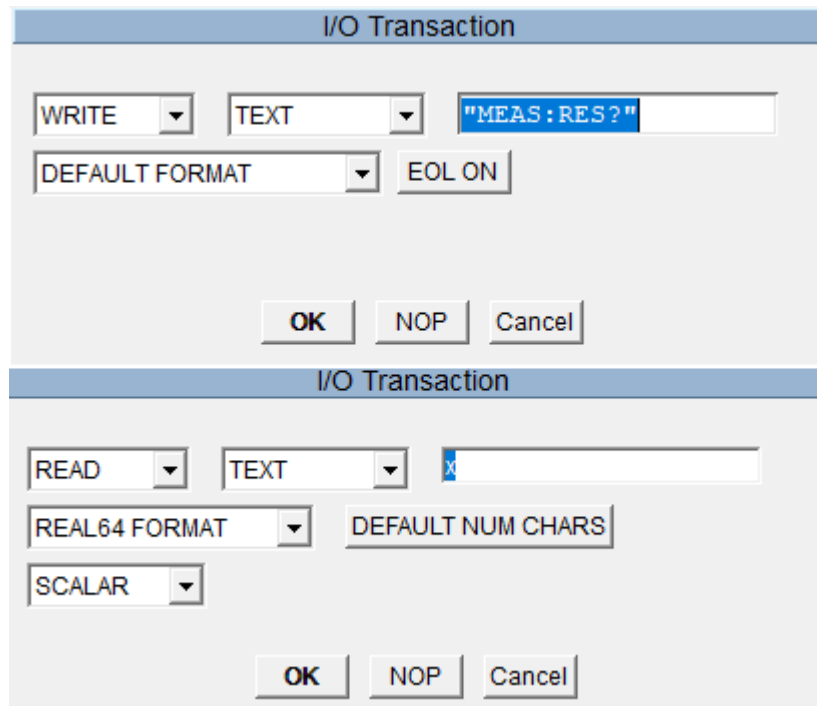 I/O Transaction
WRITE TEXT "MEAS:RES?"
DEFAULT FORMAT EOL ON
OK NOP Cancel
I/O Transaction
READ TEXT x
REAL64 FORMAT DEFAULT NUM CHARS
SCALAR
OK NOP Cancel